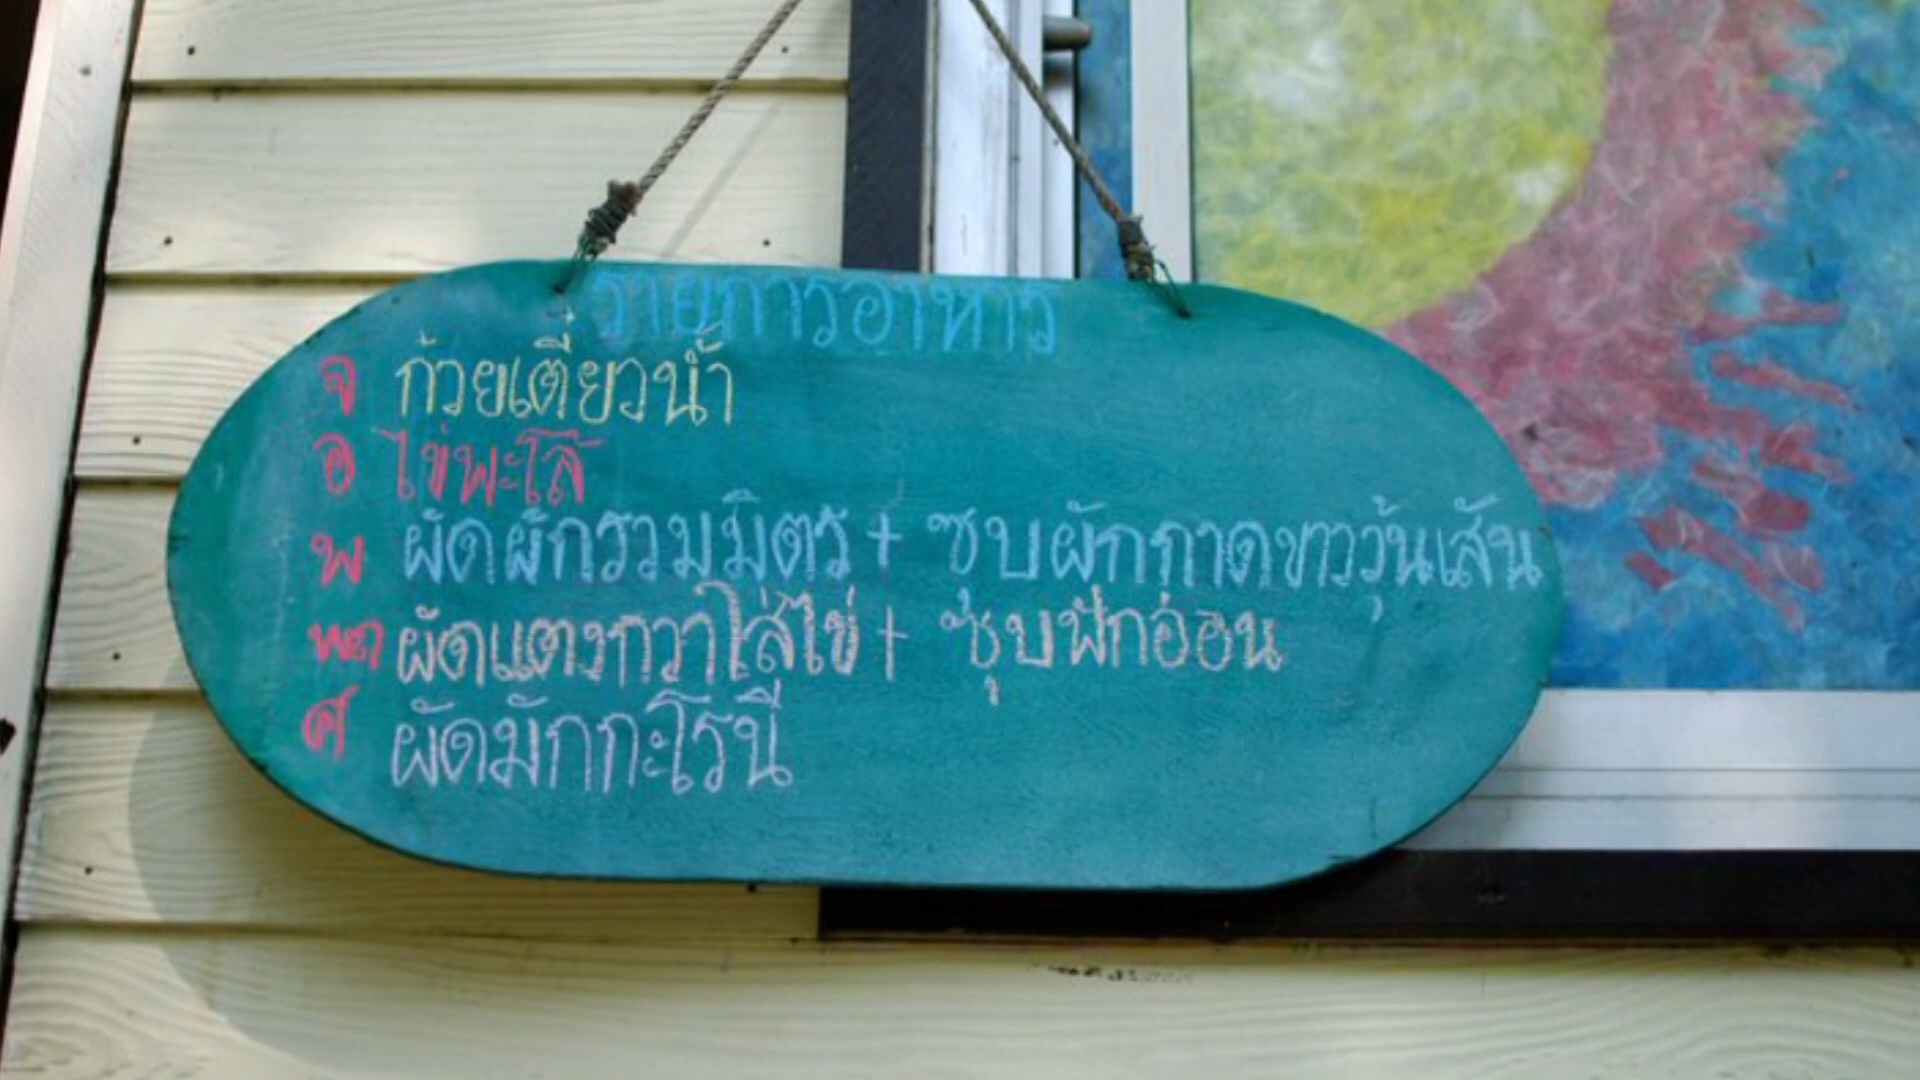 รายการอาหาร
จ ก๋วยเตี๋ยวน้ำ
อ ไข่พะโล้
พ ผัดผักรวมมิตร + ซุบผักกาดขาววุ้นเส้น
พฤ ผัดแตงกวาใส่ไข่ + ซุบฟักอ่อน
ศ ผัดมักกะโรนี